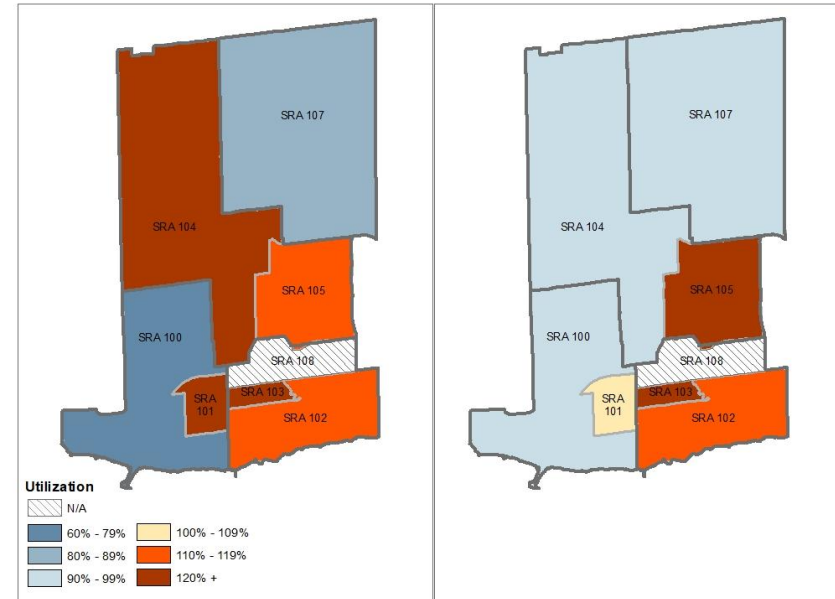 SRA 107
SRA 104
SRA 105
SRA 100
SRA 108
SRA
101
SRA 103
SRA 102
Utilization
N/A
60% - 79%
80% - 89%
90% - 99%
100% - 109%
110% - 119%
120% +
SRA 107
SRA 104
SRA 105
SRA 100
SRA 108
SRA
101
SRA 103
SRA 102